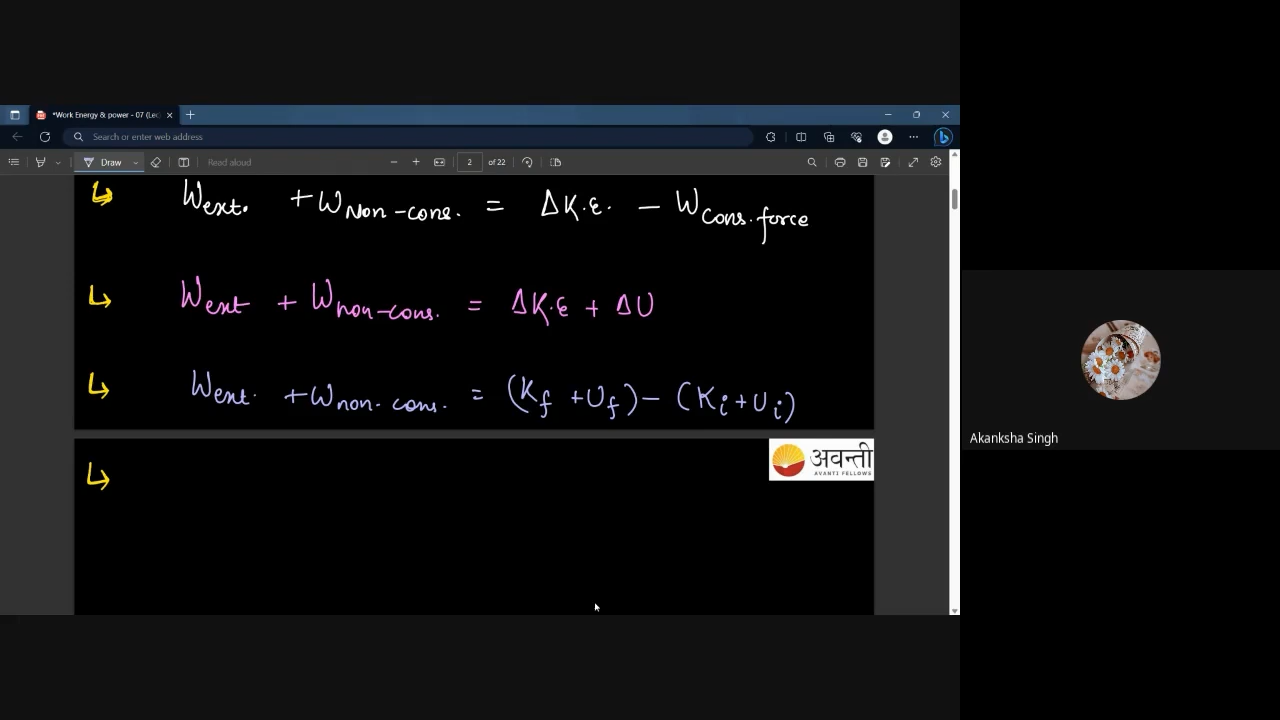 *Work Energy & power - 07 (Lec
Search or enter web address
Draw
Read aloud
2 of 22
↳ Wext. + WNon-cons. = ΔK.E. - Wcons.force
↳ Wext + Wnon-cons. = ΔK.E + ΔU
↳ Wext. + Wnon-cons. = (Kf + Uf) - (Ki + Ui)
अवन्ती
AVANTI FELLOWS
↳
Akanksha Singh